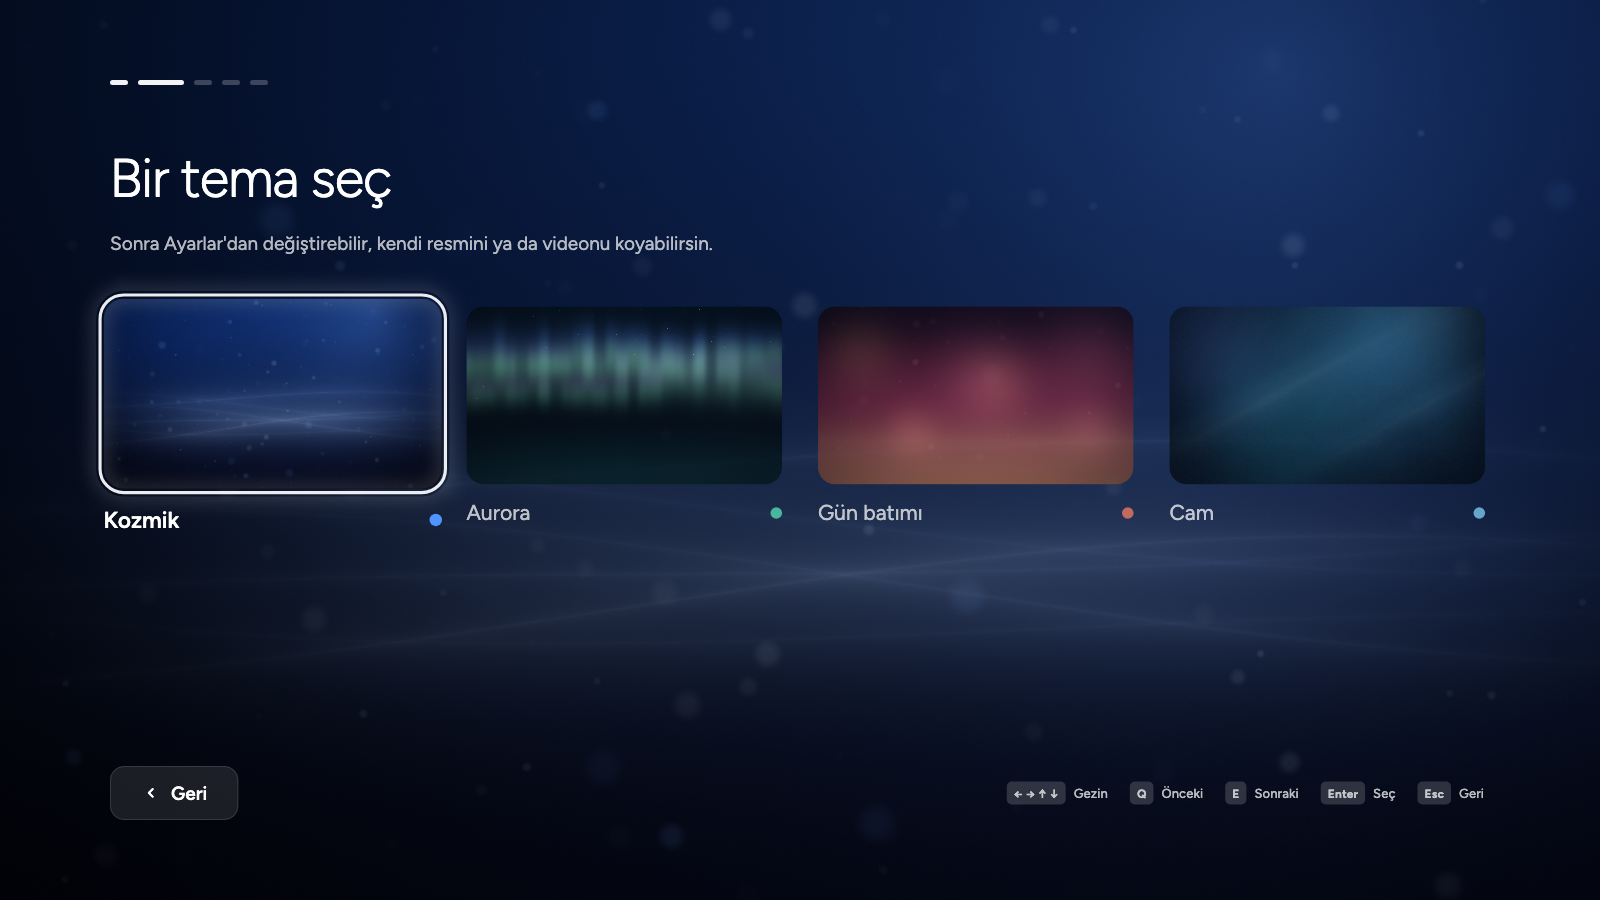 Bir tema seç
Sonra Ayarlar'dan değiştirebilir, kendi resmini ya da videonu koyabilirsin.
Kozmik
Aurora
Gün batımı
Cam
Geri
←→↑↓ Gezin Q Önceki E Sonraki Enter Seç Esc Geri